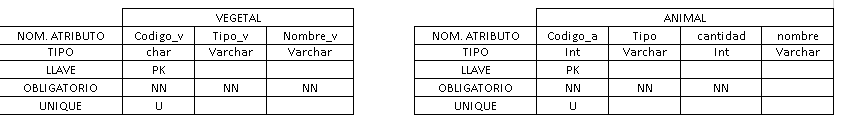 VEGETAL
NOM. ATRIBUTO Codigo_v Tipo_v Nombre_v
TIPO char Varchar Varchar
LLAVE PK
OBLIGATORIO NN NN NN
UNIQUE U
ANIMAL
NOM. ATRIBUTO Codigo_a Tipo cantidad nombre
TIPO Int Varchar Int Varchar
LLAVE PK
OBLIGATORIO NN NN NN
UNIQUE U